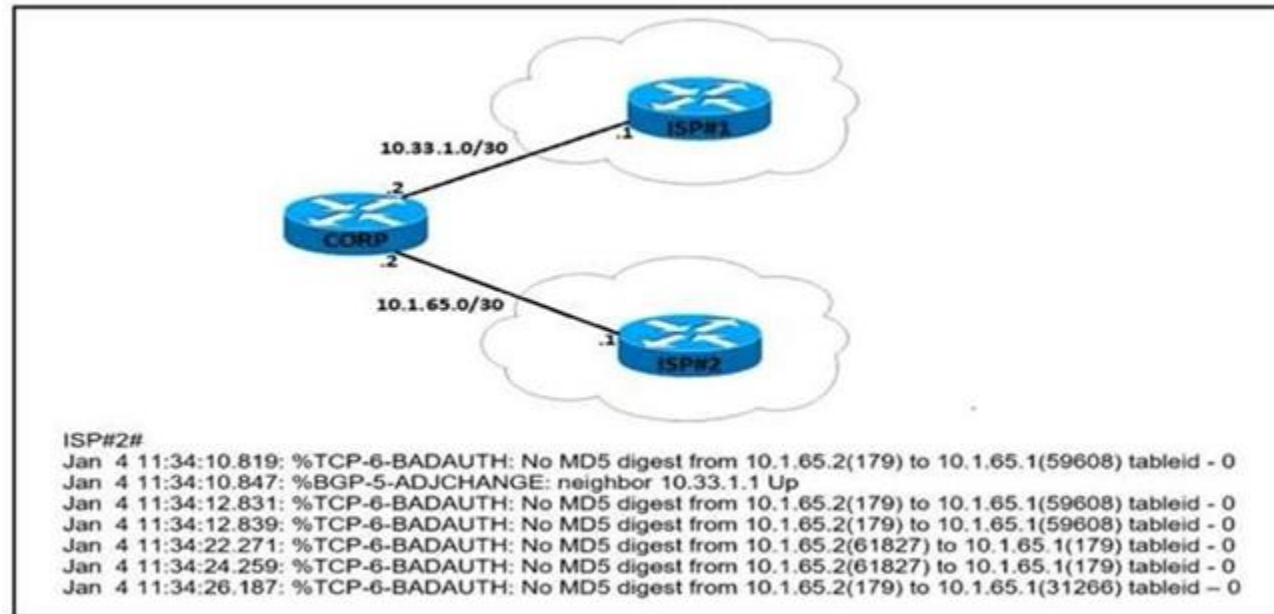 ISP#1
.1
10.33.1.0/30
.2
CORP
.2
10.1.65.0/30
.1
ISP#2
ISP#2#
Jan 4 11:34:10.819: %TCP-6-BADAUTH: No MD5 digest from 10.1.65.2(179) to 10.1.65.1(59608) tableid - 0
Jan 4 11:34:10.847: %BGP-5-ADJCHANGE: neighbor 10.33.1.1 Up
Jan 4 11:34:12.831: %TCP-6-BADAUTH: No MD5 digest from 10.1.65.2(179) to 10.1.65.1(59608) tableid - 0
Jan 4 11:34:12.839: %TCP-6-BADAUTH: No MD5 digest from 10.1.65.2(179) to 10.1.65.1(59608) tableid - 0
Jan 4 11:34:22.271: %TCP-6-BADAUTH: No MD5 digest from 10.1.65.2(61827) to 10.1.65.1(179) tableid - 0
Jan 4 11:34:24.259: %TCP-6-BADAUTH: No MD5 digest from 10.1.65.2(61827) to 10.1.65.1(179) tableid - 0
Jan 4 11:34:26.187: %TCP-6-BADAUTH: No MD5 digest from 10.1.65.2(179) to 10.1.65.1(31266) tableid – 0